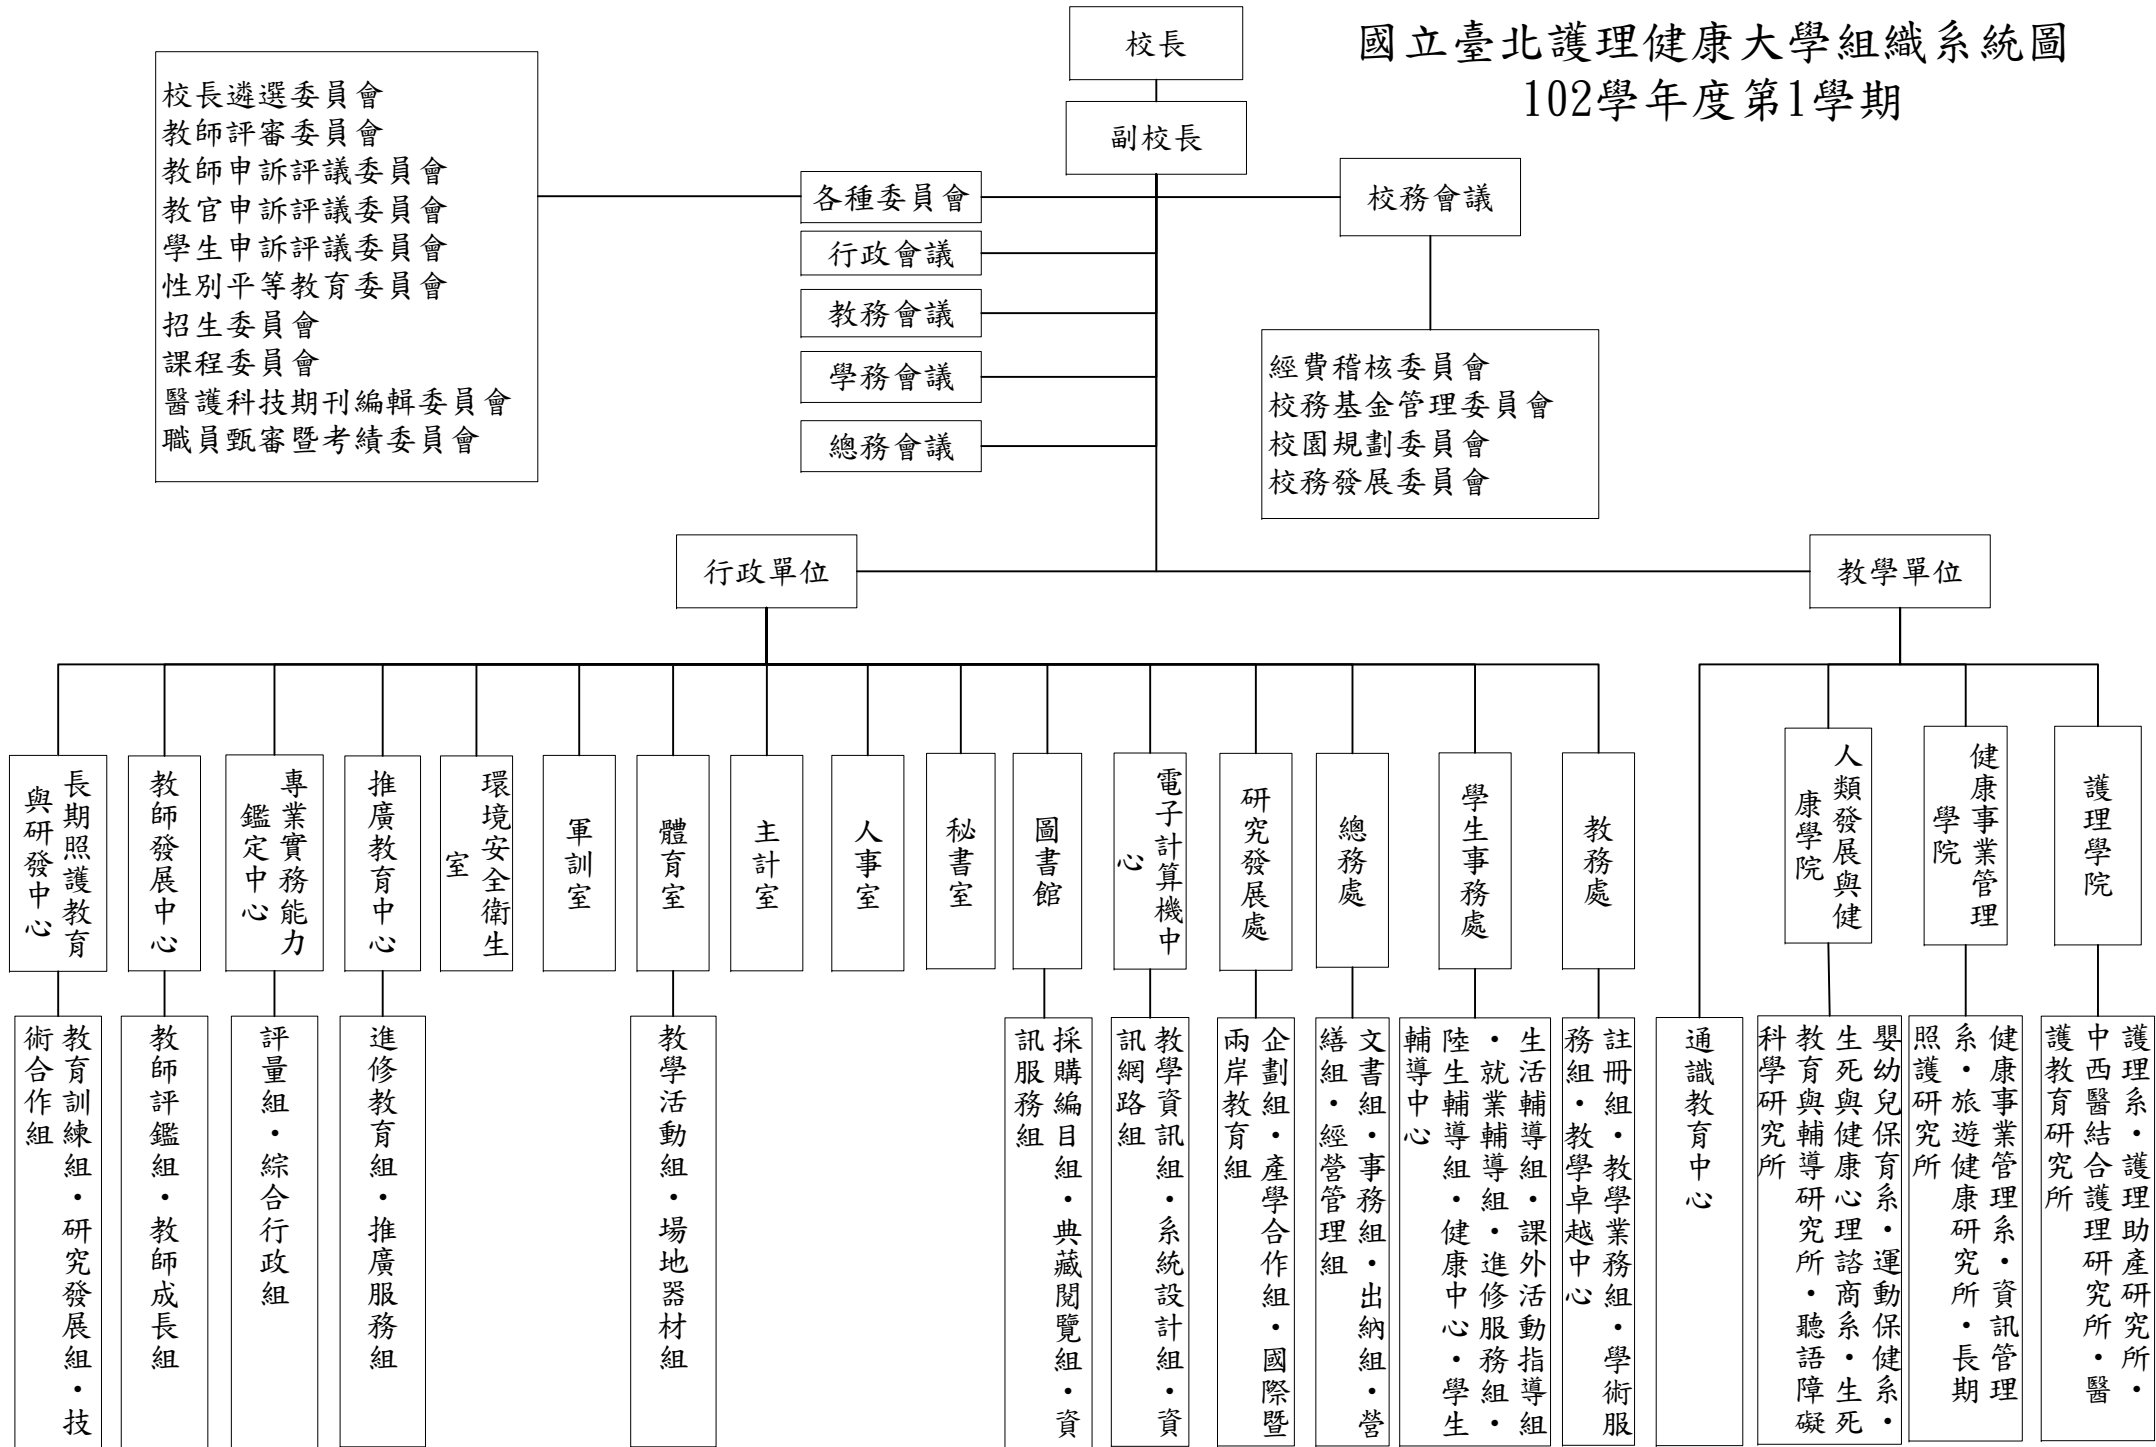 國立臺北護理健康大學組織系統圖
102學年度第1學期
校長
副校長
校長遴選委員會
教師評審委員會
教師申訴評議委員會
教官申訴評議委員會
學生申訴評議委員會
性別平等教育委員會
招生委員會
課程委員會
醫護科技期刊編輯委員會
職員甄審暨考績委員會
各種委員會
行政會議
教務會議
學務會議
總務會議
校務會議
經費稽核委員會
校務基金管理委員會
校園規劃委員會
校務發展委員會
行政單位
教學單位
長期照護教育
與研發中心
教師發展中心
專業實務能力
鑑定中心
推廣教育中心
環境安全衛生
室
軍訓室
體育室
主計室
人事室
秘書室
圖書館
電子計算機中
心
研究發展處
總務處
學生事務處
教務處
人類發展與健
康學院
健康事業管理
學院
護理學院
教育訓練組・研究發展組・技
術合作組
教師評鑑組・教師成長組
評量組・綜合行政組
進修教育組・推廣服務組
教學活動組・場地器材組
採購編目組・典藏閱覽組・資
訊服務組
教學資訊組・系統設計組・資
訊網路組
企劃組・產學合作組・國際暨
兩岸教育組
文書組・事務組・出納組・營
繕組・經營管理組
生活輔導組・課外活動指導組
・就業輔導組・進修服務組・
陸生輔導組・健康中心・學生
輔導中心
註冊組・教學業務組・學術服
務組・教學卓越中心
通識教育中心
嬰幼兒保育系・運動保健系・
生死與健康心理諮商系・生死
教育與輔導研究所・聽語障礙
科學研究所
健康事業管理系・資訊管理
系・旅遊健康研究所・長期
照護研究所
護理系・護理助產研究所・
中西醫結合護理研究所・醫
護教育研究所